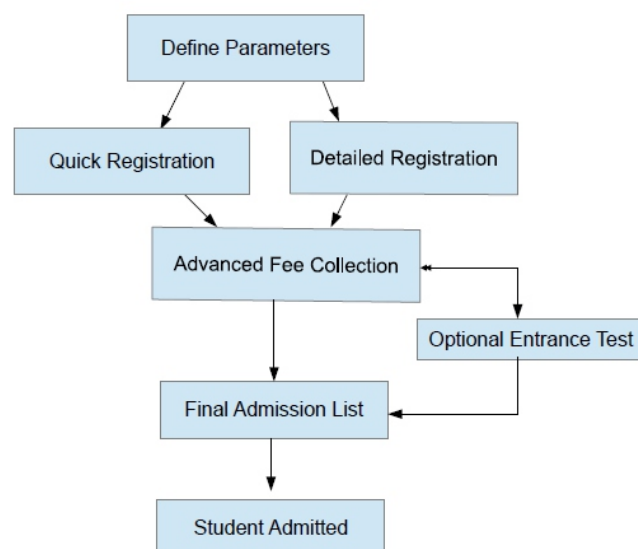 Define Parameters
Quick Registration
Detailed Registration
Advanced Fee Collection
Optional Entrance Test
Final Admission List
Student Admitted